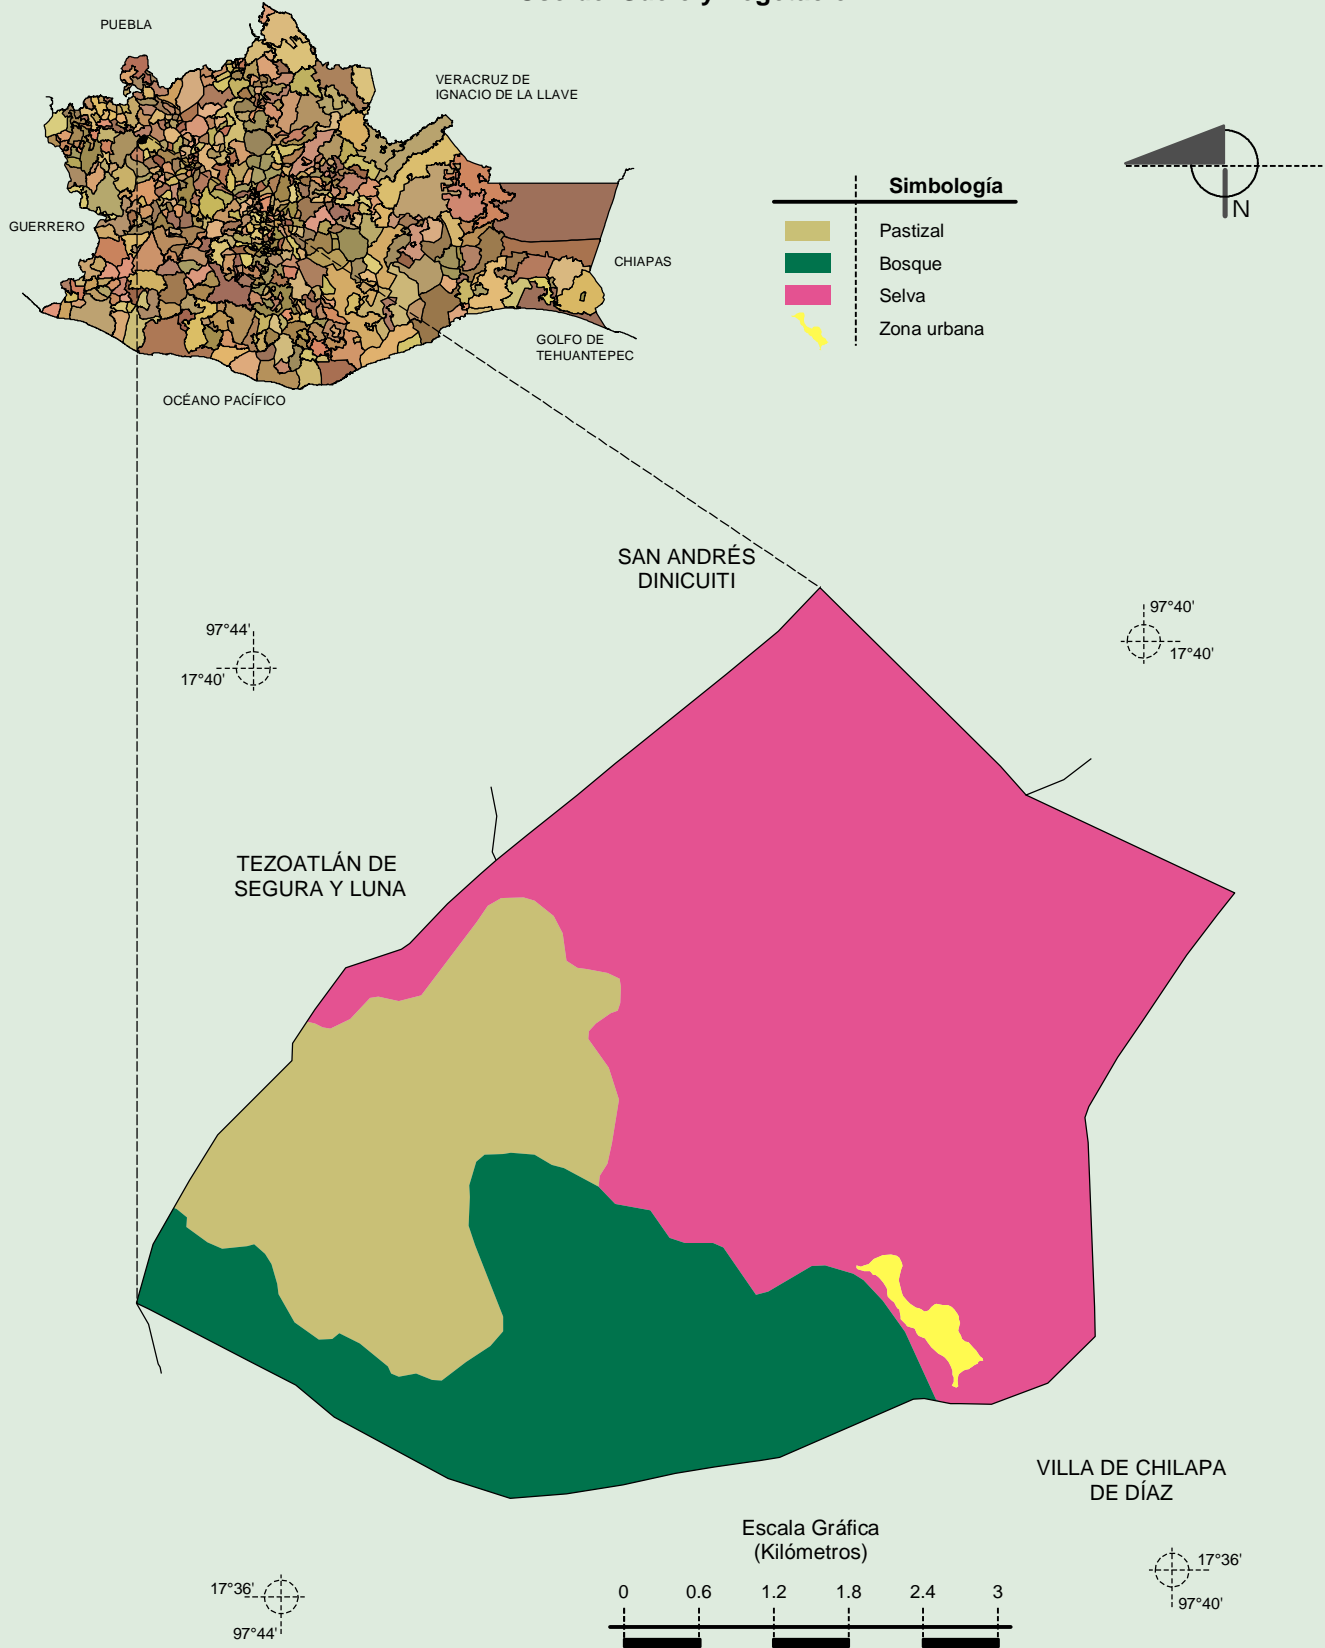 PUEBLA
VERACRUZ DE
IGNACIO DE LA LLAVE
GUERRERO
CHIAPAS
GOLFO DE
TEHUANTEPEC
OCÉANO PACÍFICO
N
Simbología
Pastizal
Bosque
Selva
Zona urbana
SAN ANDRÉS
DINICUITI
97°44'
17°40'
97°40'
17°40'
TEZOATLÁN DE
SEGURA Y LUNA
VILLA DE CHILAPA
DE DÍAZ
Escala Gráfica
(Kilómetros)
0 0.6 1.2 1.8 2.4 3
17°36'
97°44'
17°36'
97°40'